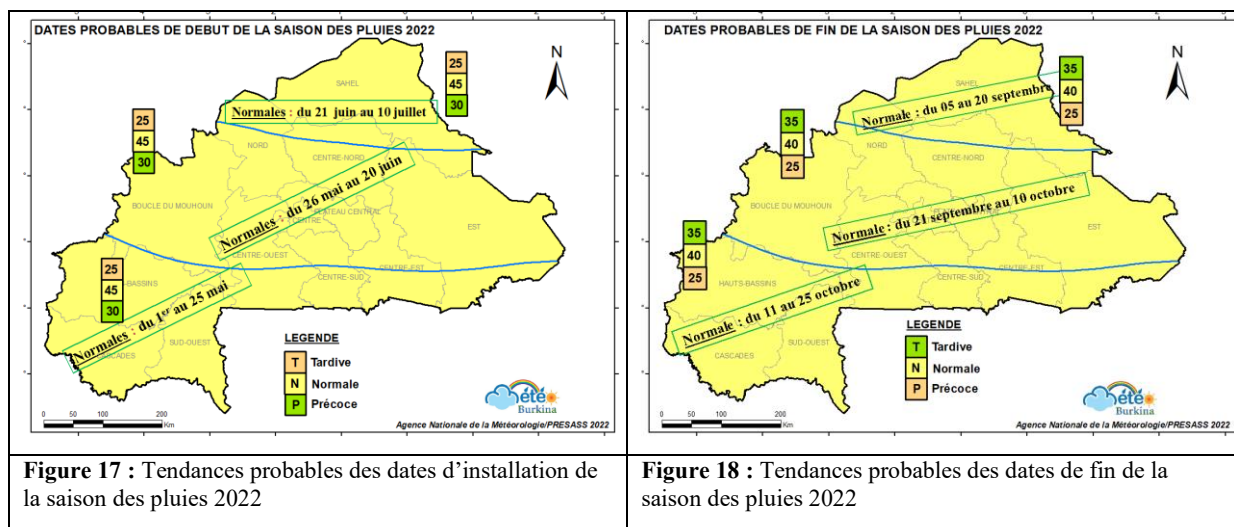 DATES PROBABLES DE DEBUT DE LA SAISON DES PLUIES 2022
N
25
45
30
SAHEL
Normales : du 21 juin au 10 juillet
25
45
30
NORD
CENTRE-NORD
Normales : du 26 mai au 20 juin
BOUCLE DU MOUHOUN
PLATEAU CENTRAL
CENTRE
EST
CENTRE-OUEST
CENTRE-EST
CENTRE-SUD
25
45
30
-BASSINS
Normales : du 1er au 25 mai
SUD-OUEST
CASCADES
LEGENDE
T Tardive
N Normale
P Précoce
0 50 100 200
Km
Météo
Burkina
Agence Nationale de la Météorologie/PRESASS 2022
Figure 17 : Tendances probables des dates d’installation de
la saison des pluies 2022
DATES PROBABLES DE FIN DE LA SAISON DES PLUIES 2022
N
35
40
25
SAHEL
Normale : du 05 au 20 septembre
35
40
25
NORD
CENTRE-NORD
BOUCLE DU MOUHOUN
Normale : du 21 septembre au 10 octobre
EST
35
40
25
CENTRE-OUEST
CENTRE-EST
CENTRE-SUD
HAUTS-BASSINS
Normale : du 11 au 25 octobre
SUD-OUEST
CASCADES
LEGENDE
T Tardive
N Normale
P Précoce
0 50 100 200
Km
Météo
Burkina
Agence Nationale de la Météorologie/PRESASS 2022
Figure 18 : Tendances probables des dates de fin de la
saison des pluies 2022